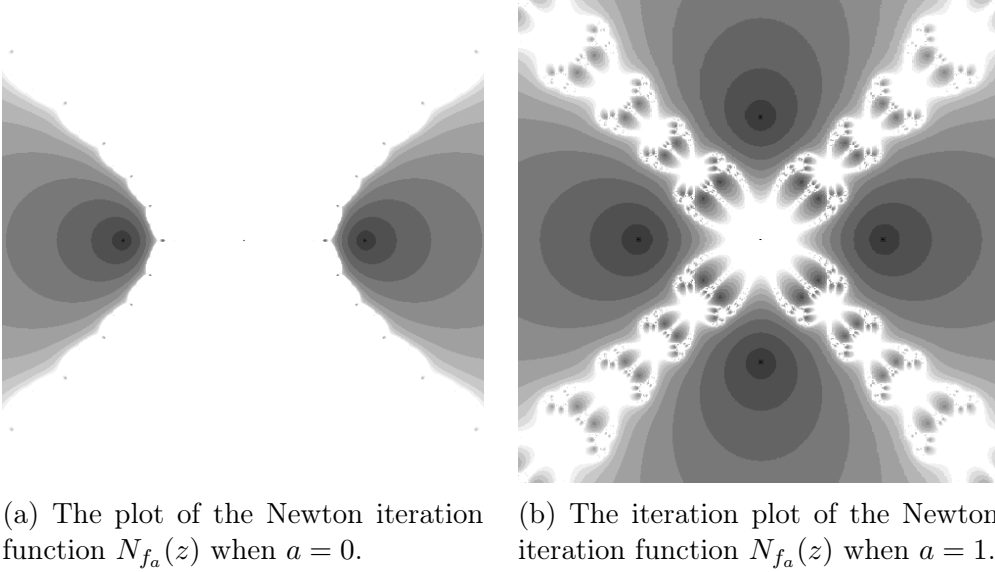 (a) The plot of the Newton iteration
function $N_{f_a}(z)$ when $a = 0$.
(b) The iteration plot of the Newton
iteration function $N_{f_a}(z)$ when $a = 1$.